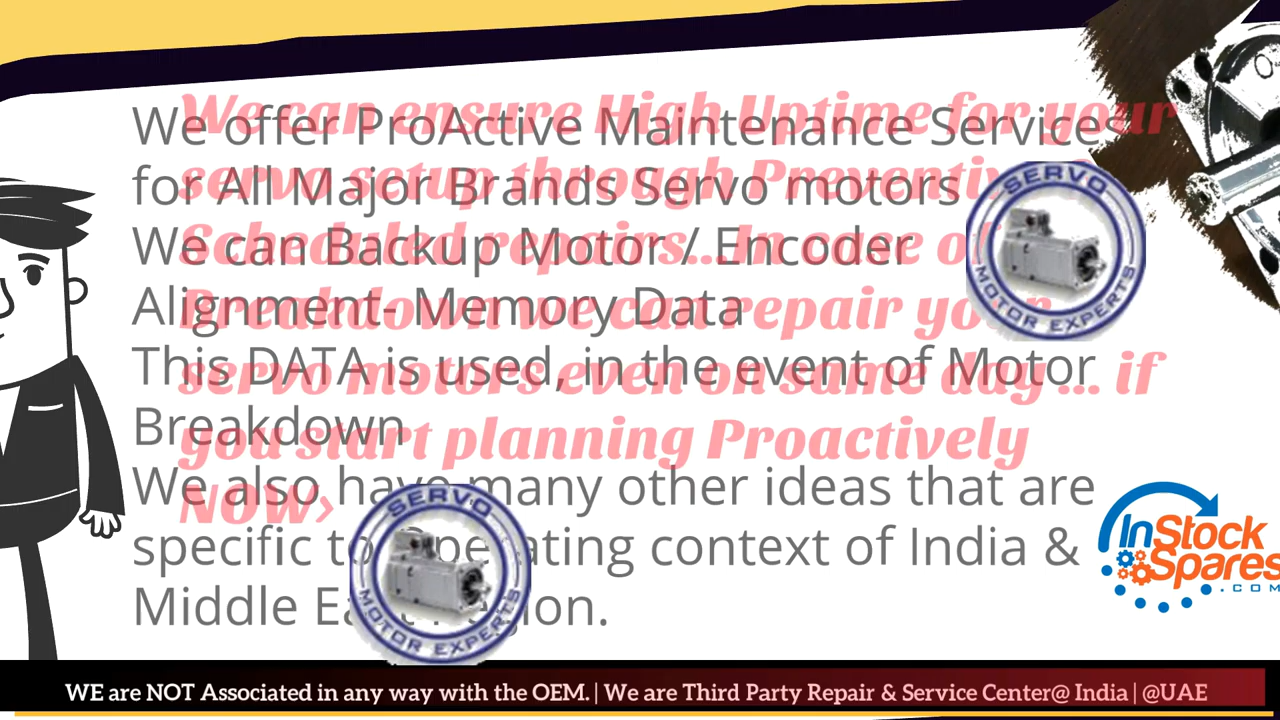 We offer ProActive Maintenance Service
for All Major Brands Servo motors
We can Backup Motor / Encoder
Alignment- Memory Data
This DATA is used, in the event of Motor
Breakdown
We also have many other ideas that are
specific to Operating context of India &
Middle East Region.
We can ensure High Uptime for your
servo setup through Preventive
Scheduled repairs...In case of
Breakdown we can repair your
servo motors even on same day... if
you start planning Proactively
NOW>
SERVO
MOTOR EXPERTS
SERVO
MOTOR EXPERTS
InStock
Spares
.COM
WE are NOT Associated in any way with the OEM. | We are Third Party Repair & Service Center@ India | @UAE